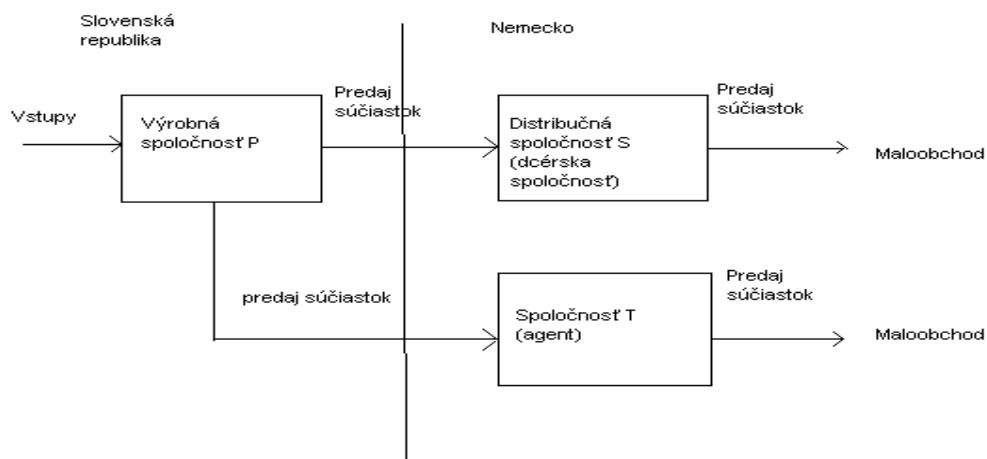 Slovenská
republika
Nemecko
Vstupy
Výrobná
spoločnosť P
Predaj
súčiastok
Distribučná
spoločnosť S
(dcérska
spoločnosť)
Predaj
súčiastok
Maloobchod
predaj súčiastok
Spoločnosť T
(agent)
Predaj
súčiastok
Maloobchod